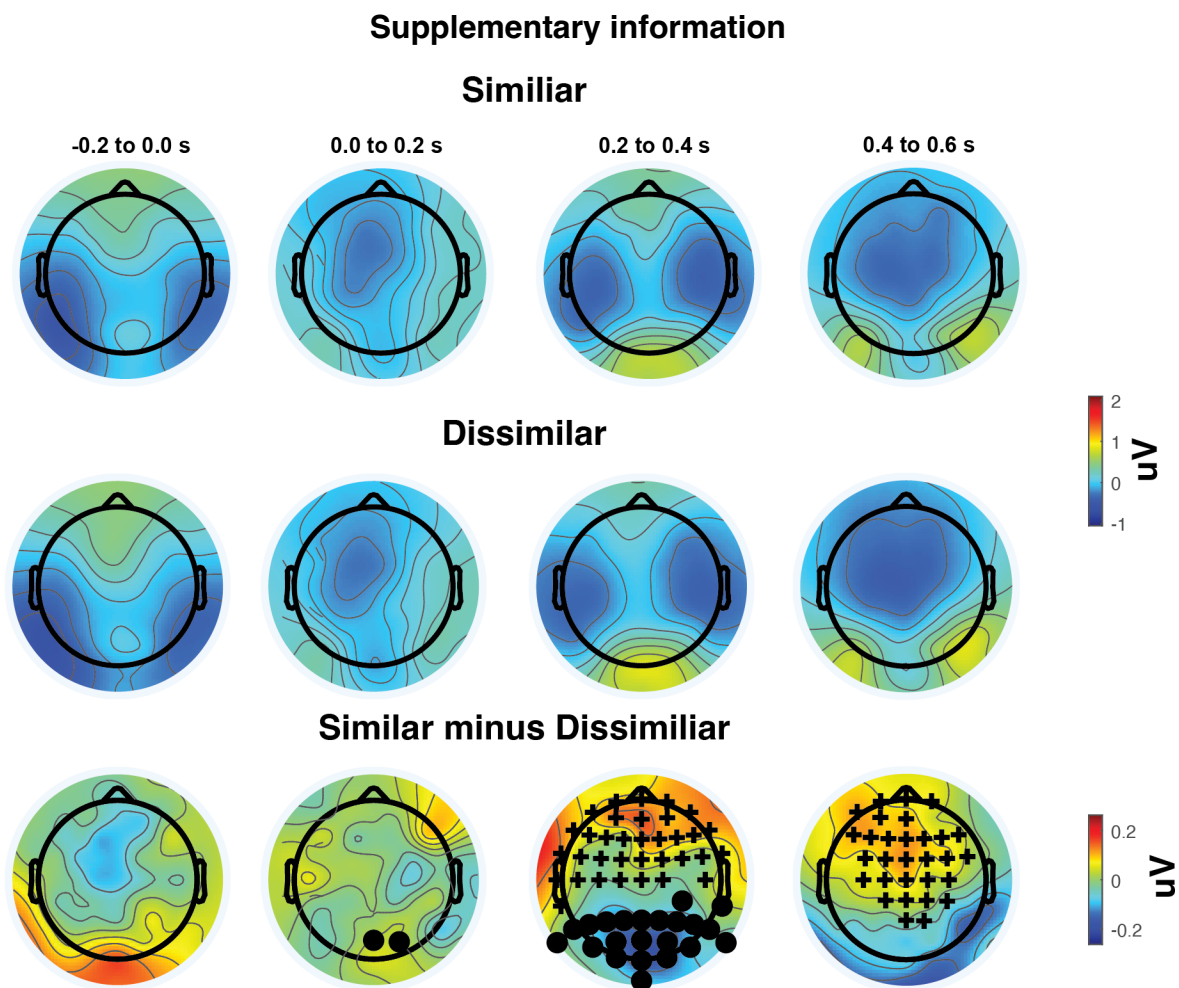 Supplementary information
Similiar
-0.2 to 0.0 s
0.0 to 0.2 s
0.2 to 0.4 s
0.4 to 0.6 s
2
1
0
-1
uV
Dissimilar
Similar minus Dissimiliar
0.2
0
-0.2
uV